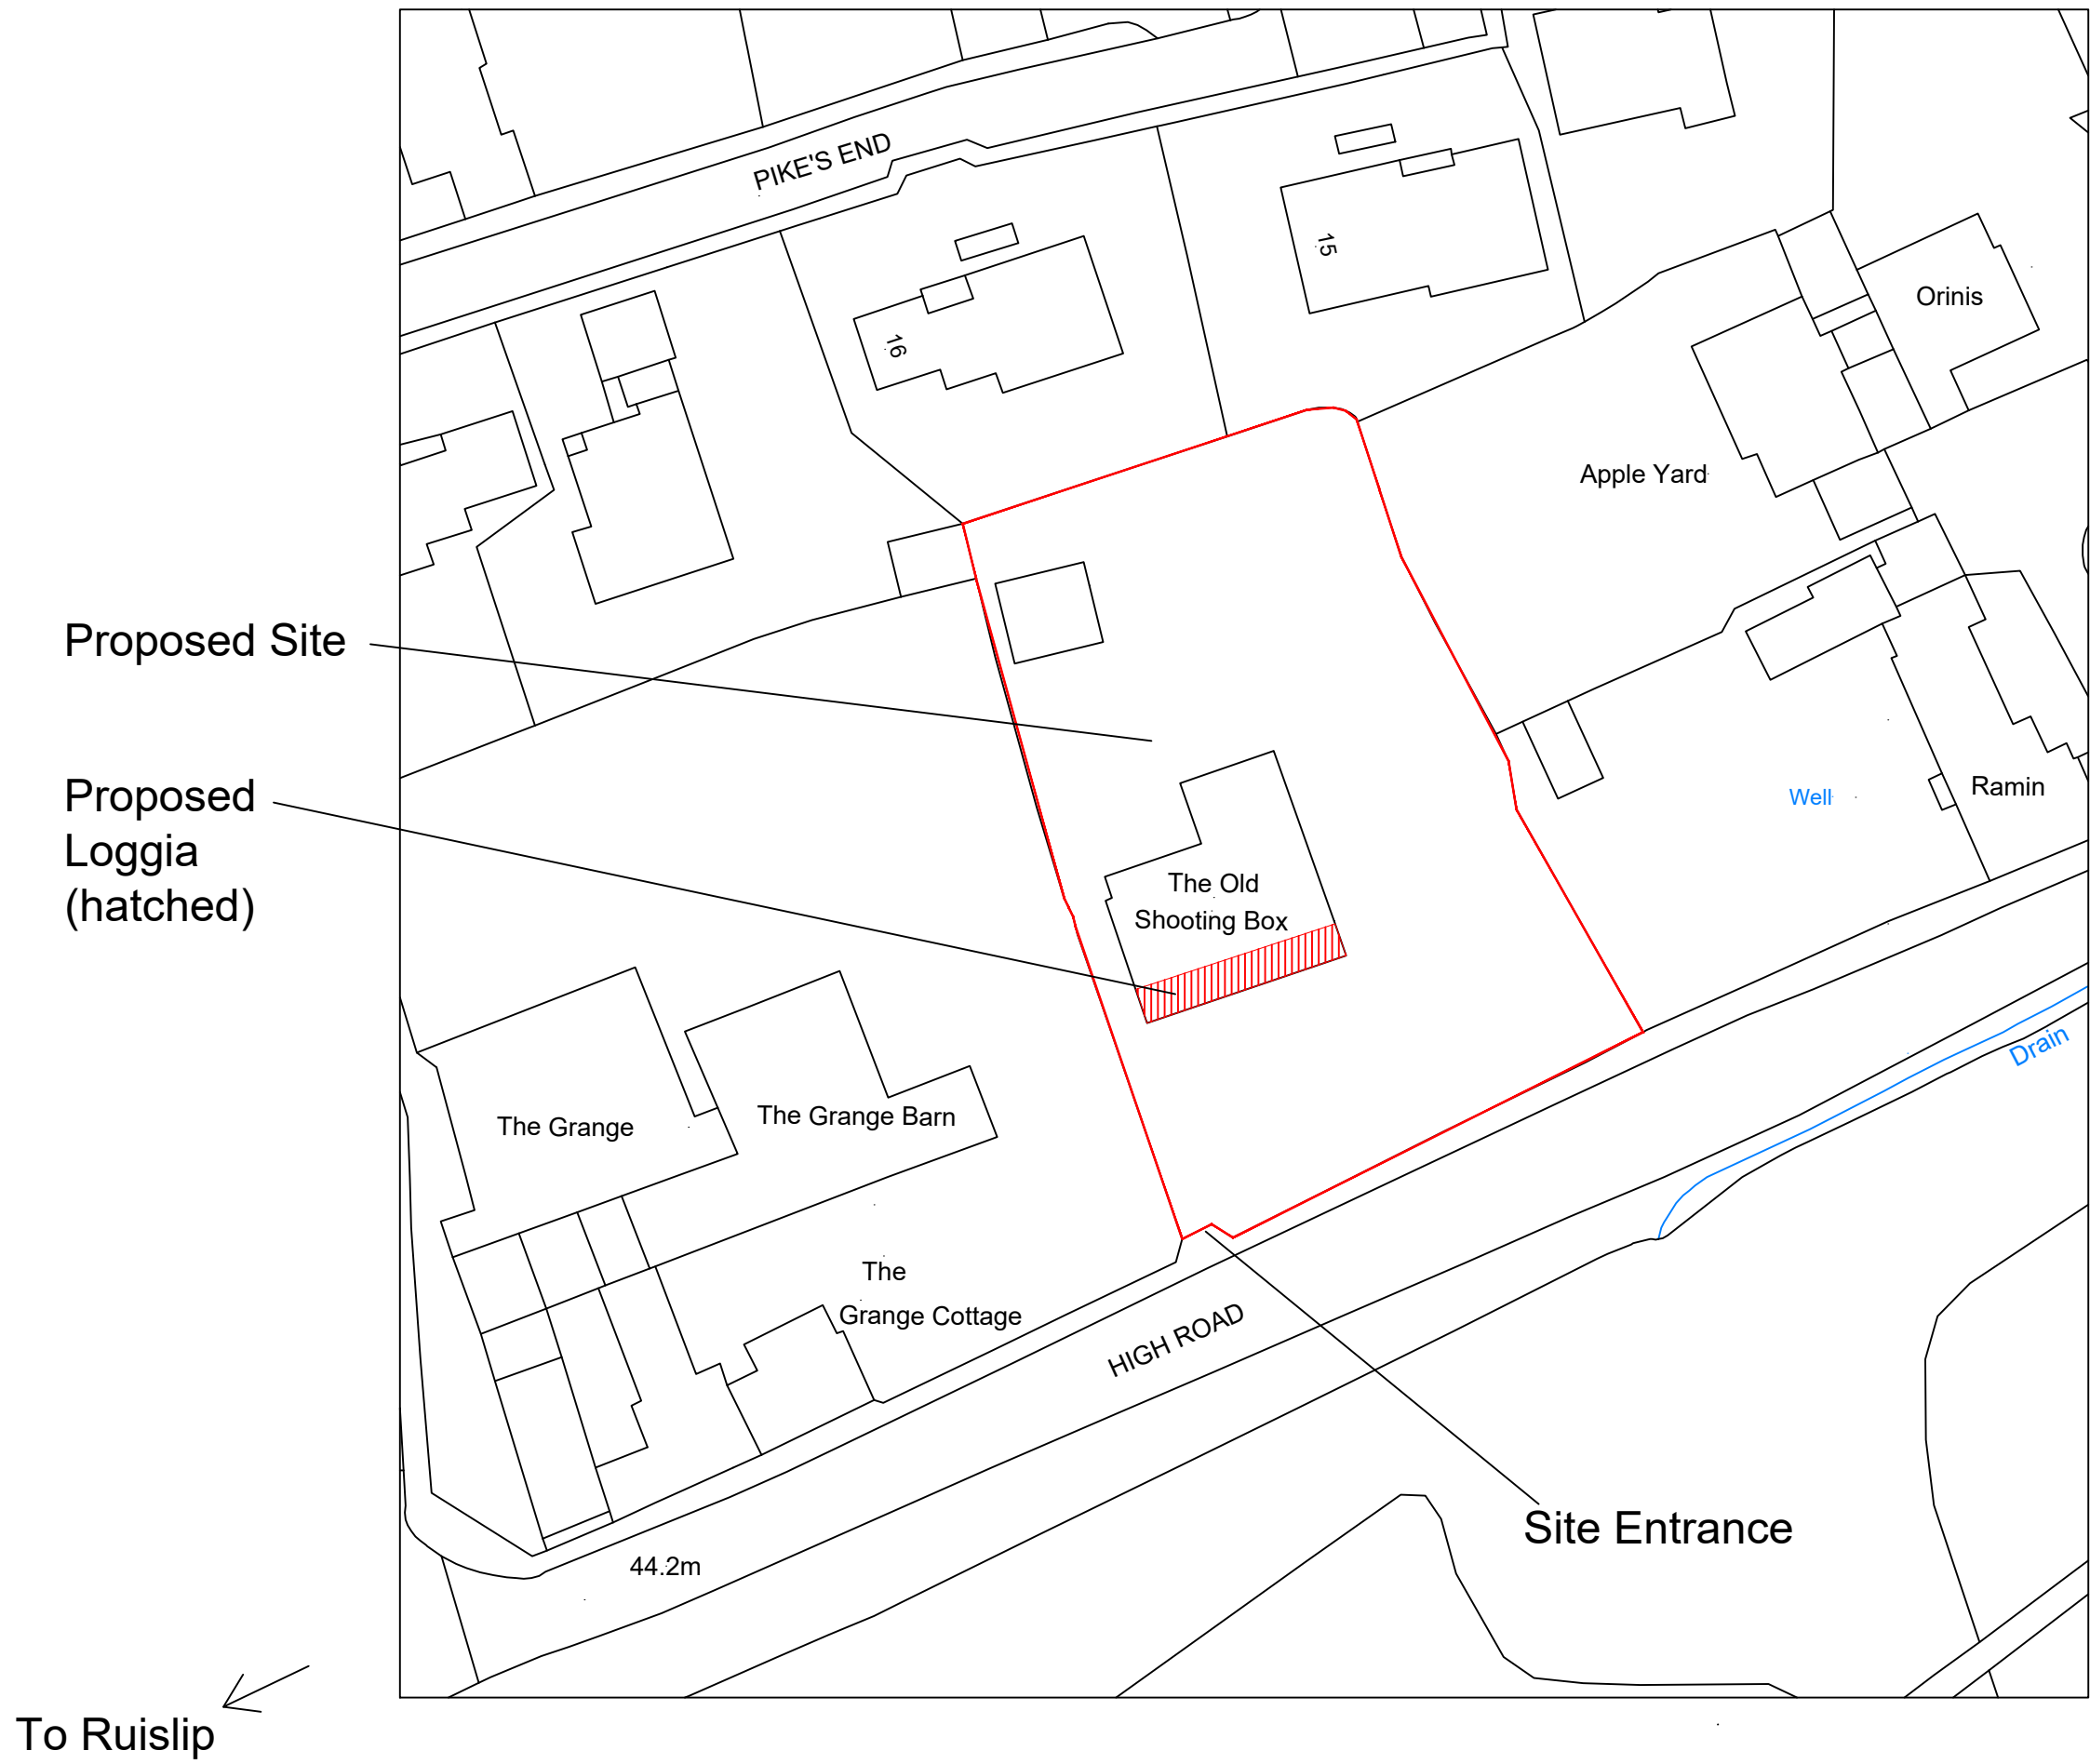 PIKE'S END
15
16
Orinis
Apple Yard
Proposed Site
Proposed
Loggia
(hatched)
Well
Ramin
The Old
Shooting Box
Drain
The Grange
The Grange Barn
The
Grange Cottage
HIGH ROAD
Site Entrance
44.2m
To Ruislip